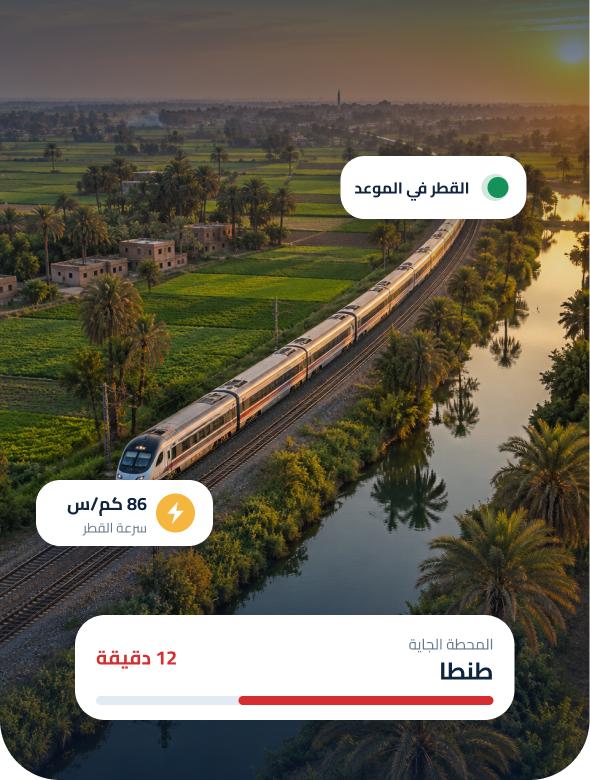 القطر في الموعد
86 كم/س
سرعة القطر
المحطة الجاية
طنطا
12 دقيقة